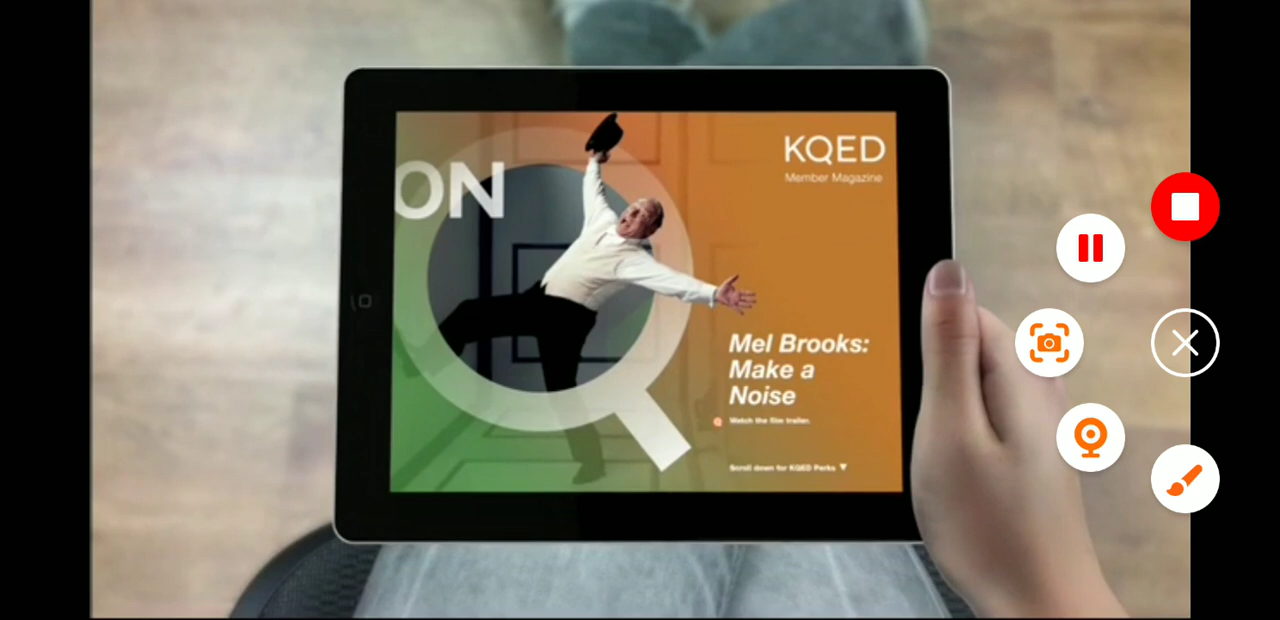 ON
KQED
Member Magazine
Mel Brooks:
Make a
Noise
Watch the film trailer.
Scroll down for KQED Perks ▼